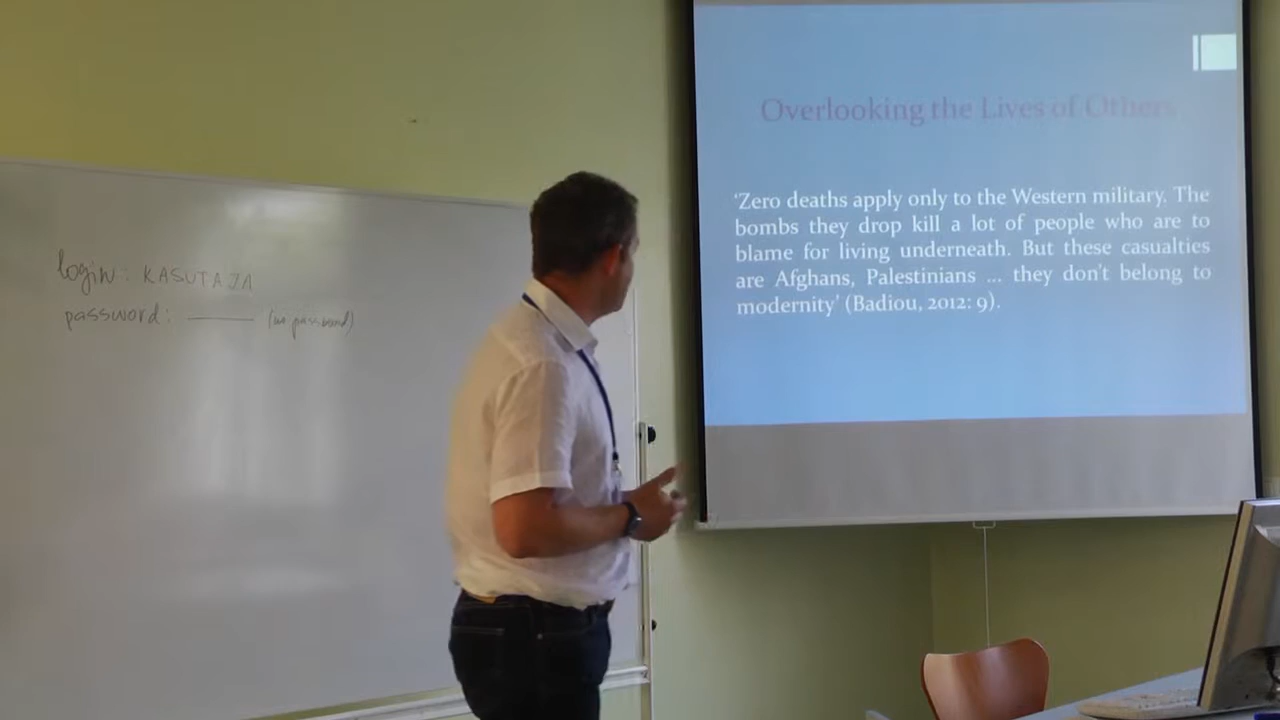 login: KASUTAJA
password: ______ (no password)
Overlooking the Lives of Others
‘Zero deaths apply only to the Western military. The
bombs they drop kill a lot of people who are to
blame for living underneath. But these casualties
are Afghans, Palestinians ... they don't belong to
modernity’ (Badiou, 2012: 9).